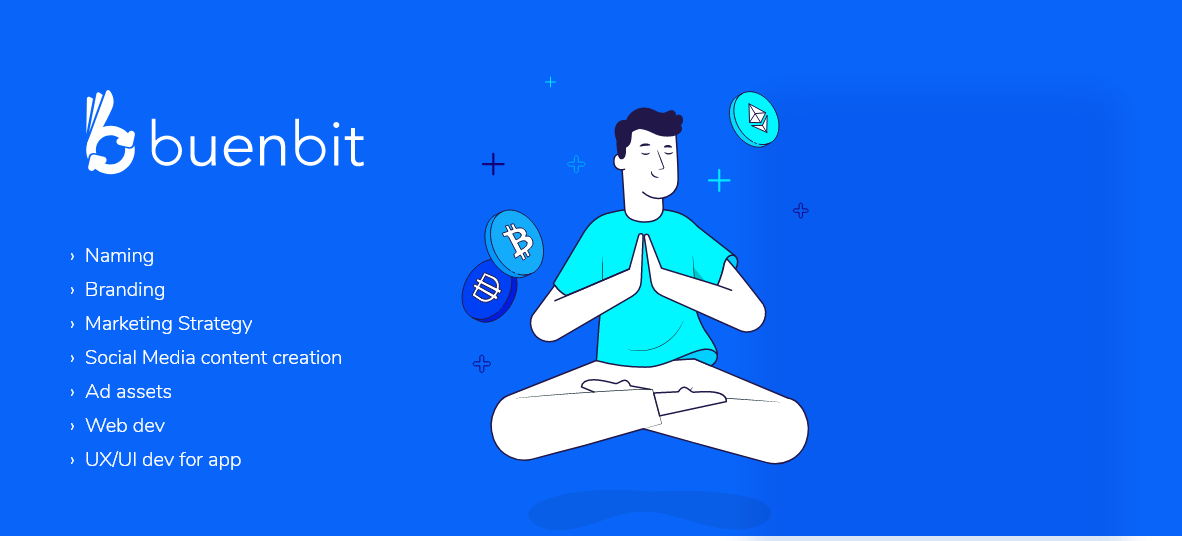 buenbit
› Naming
› Branding
› Marketing Strategy
› Social Media content creation
› Ad assets
› Web dev
› UX/UI dev for app